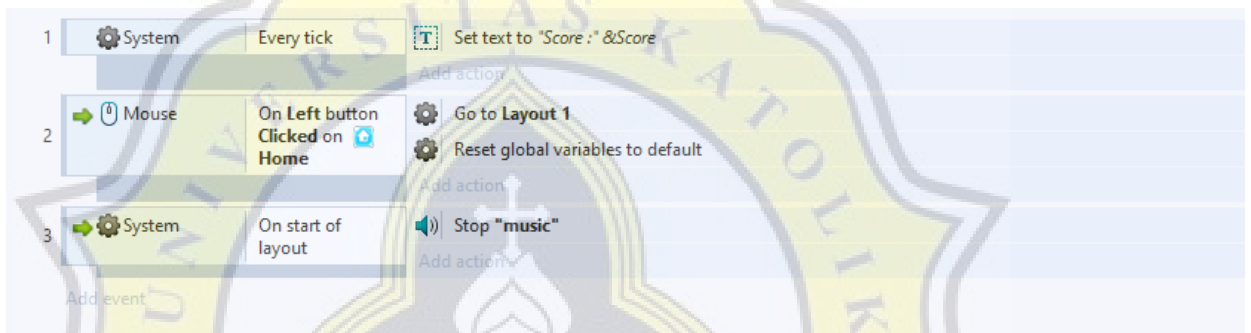 UNIVERSITAS KATOLIK
1 System Every tick T Set text to "Score :" &Score
Add action
2 Mouse On Left button Go to Layout 1
Clicked on Reset global variables to default
Home
Add action
3 System On start of Stop "music"
layout
Add action
Add event